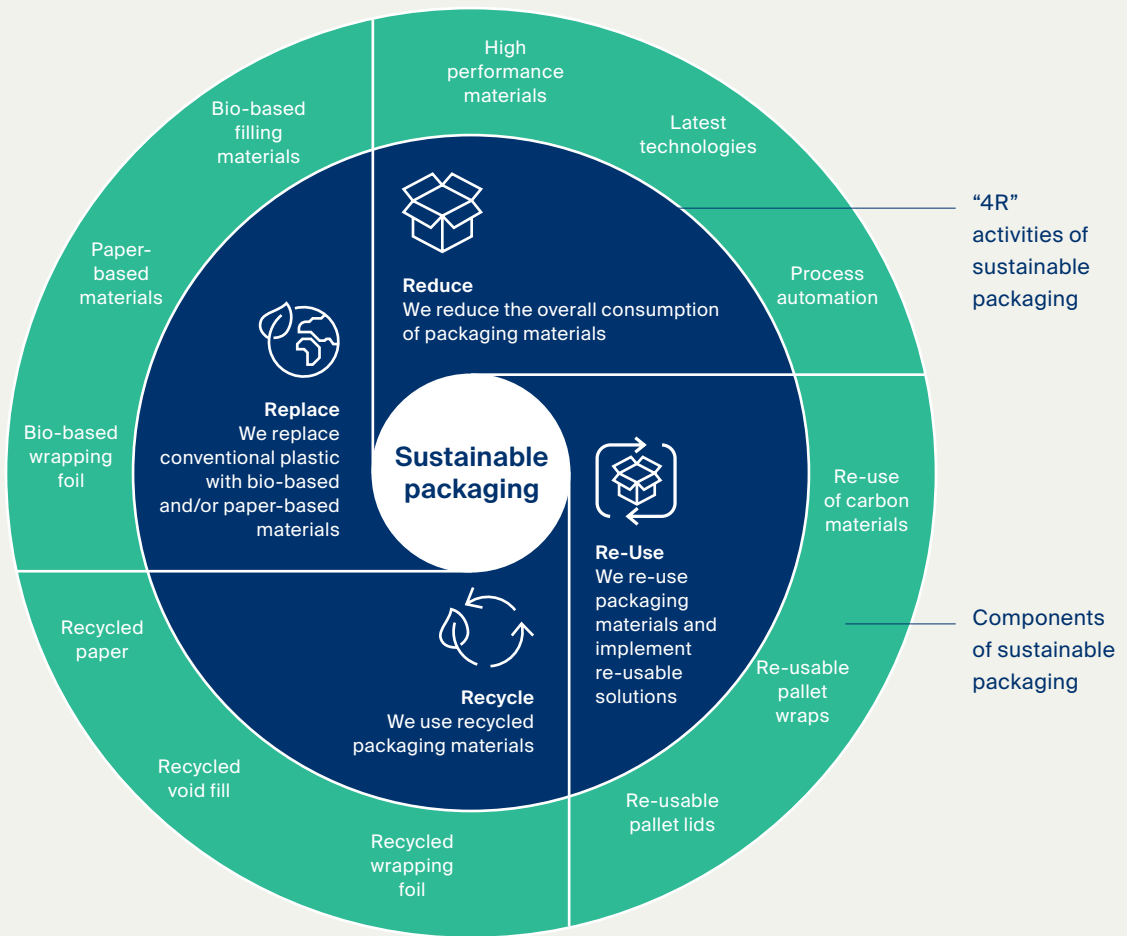 High
performance
materials
Latest
technologies
Process
automation
Reduce
We reduce the overall consumption
of packaging materials
“4R”
activities of
sustainable
packaging
Bio-based
filling
materials
Paper-
based
materials
Bio-based
wrapping
foil
Replace
We replace
conventional plastic
with bio-based
and/or paper-based
materials
Sustainable
packaging
Re-Use
We re-use
packaging
materials and
implement
re-usable
solutions
Re-use
of carbon
materials
Re-usable
pallet
wraps
Re-usable
pallet lids
Components
of sustainable
packaging
Recycle
We use recycled
packaging materials
Recycled
paper
Recycled
void fill
Recycled
wrapping
foil